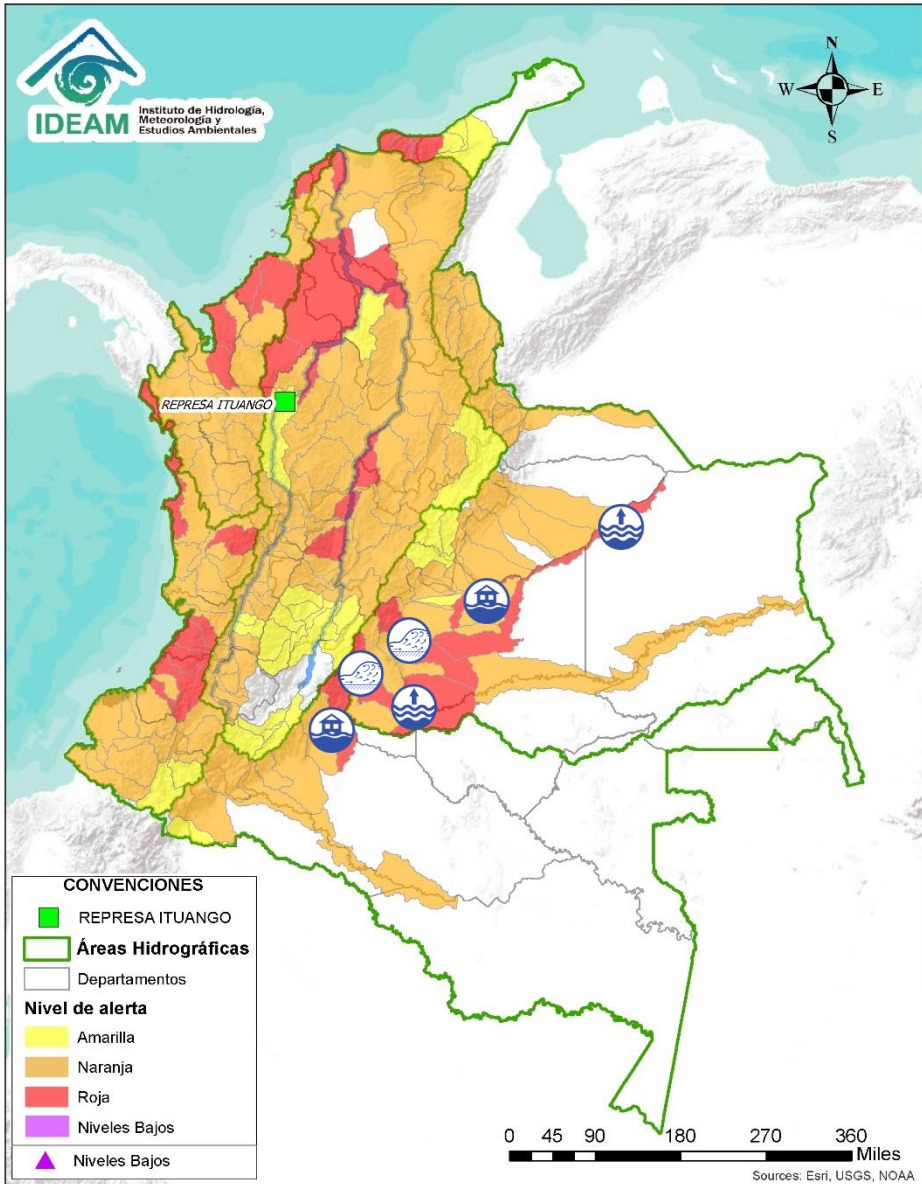 IDEAM
Instituto de Hidrología,
Meteorología y
Estudios Ambientales
N
W E
S
REPRESA ITUANGO
CONVENCIONES
REPRESA ITUANGO
Áreas Hidrográficas
Departamentos
Nivel de alerta
Amarilla
Naranja
Roja
Niveles Bajos
Niveles Bajos
0 45 90 180 270 360
Miles
Sources: Esri, USGS, NOAA